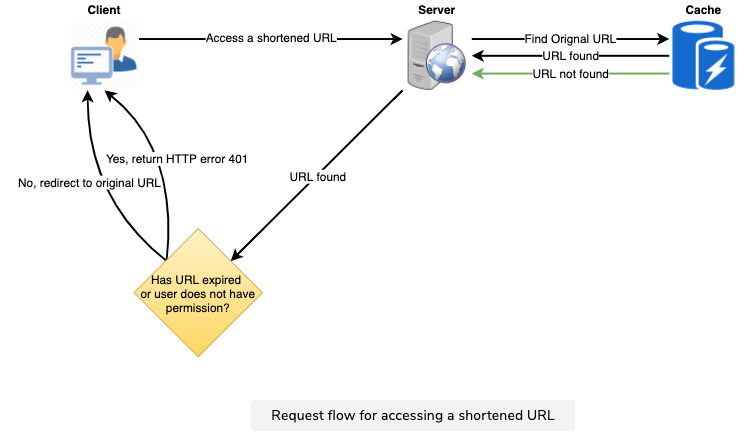 Client
Server
Cache
Access a shortened URL
Find Orignal URL
URL found
URL not found
Yes, return HTTP error 401
No, redirect to original URL
URL found
Has URL expired
or user does not have
permission?
Request flow for accessing a shortened URL